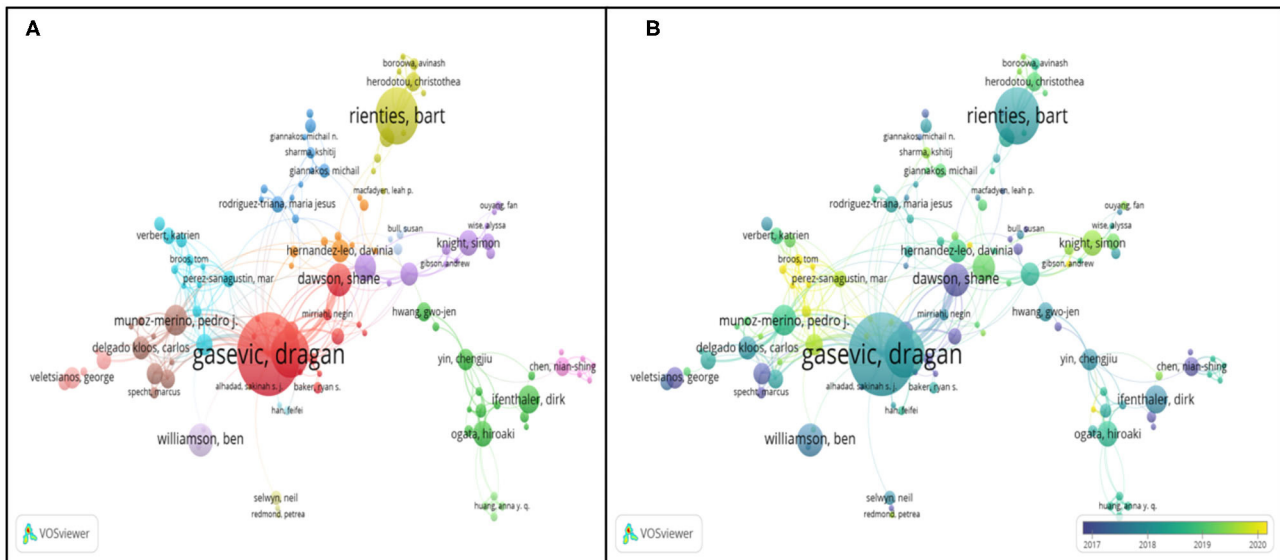 A
boroowa, avinash
herodotou, christothea
rienties, bart
giannakos, michail n.
sharma, kshitij
giannakos, michail
macfadyen, leah p.
rodriguez-triana, maria jesus
ouyang, fan
wise, alyssa
verbert, katrien
bull, susan
knight, simon
broos, tom
hernandez-leo, davinia
gibson, andrew
perez-sanagustin, mar
dawson, shane
hwang, gwo-jen
mirriahi, negin
munoz-merino, pedro j.
delgado kloos, carlos
gasevic, dragan
yin, chengjiu
chen, nian-shing
veletsianos, george
specht, marcus
alhadad, sakinah s. j.
baker, ryan s.
ifenthaler, dirk
han, feifei
williamson, ben
ogata, hiroaki
selwyn, neil
redmond, petrea
huang, anna y. q.
VOSviewer
B
boroowa, avinash
herodotou, christothea
rienties, bart
giannakos, michail n.
sharma, kshitij
giannakos, michail
macfadyen, leah p.
rodriguez-triana, maria jesus
ouyang, fan
wise, alyssa
verbert, katrien
bull, susan
knight, simon
broos, tom
hernandez-leo, davinia
gibson, andrew
perez-sanagustin, mar
dawson, shane
hwang, gwo-jen
mirriahi, negin
munoz-merino, pedro j.
delgado kloos, carlos
gasevic, dragan
yin, chengjiu
chen, nian-shing
veletsianos, george
specht, marcus
alhadad, sakinah s. j.
baker, ryan s.
ifenthaler, dirk
han, feifei
williamson, ben
ogata, hiroaki
selwyn, neil
redmond, petrea
huang, anna y. q.
VOSviewer
2017 2018 2019 2020